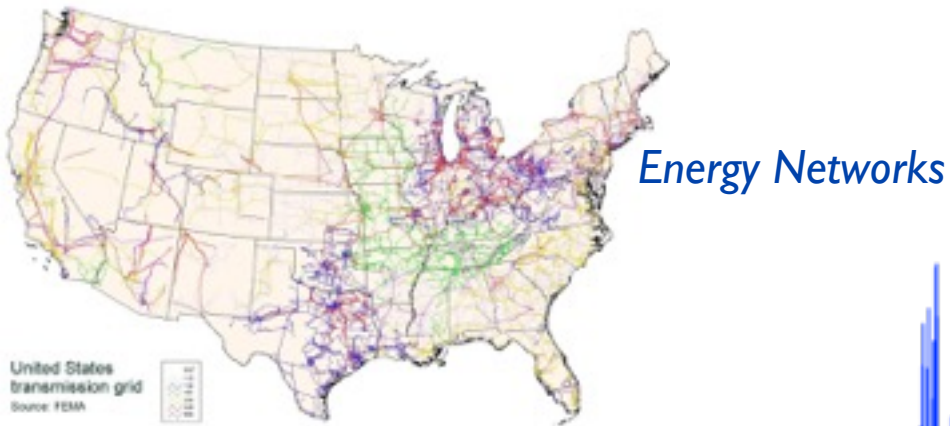 Energy Networks
United States
transmission grid
Source: FEMA